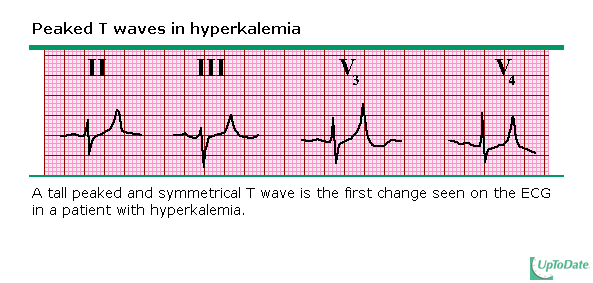 Peaked T waves in hyperkalemia
II III V3 V4
A tall peaked and symmetrical T wave is the first change seen on the ECG
in a patient with hyperkalemia.
UpToDate